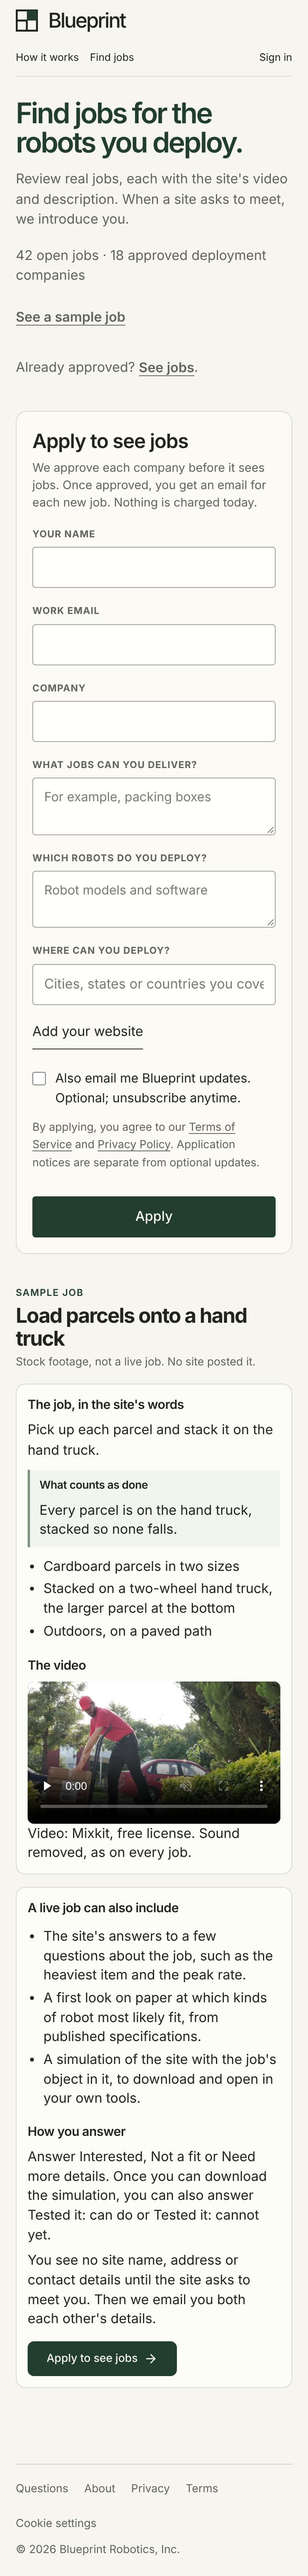 Blueprint
How it works Find jobs Sign in
Find jobs for the
robots you deploy.
Review real jobs, each with the site's video
and description. When a site asks to meet,
we introduce you.
42 open jobs · 18 approved deployment
companies
See a sample job
Already approved? See jobs.
Apply to see jobs
We approve each company before it sees
jobs. Once approved, you get an email for
each new job. Nothing is charged today.
YOUR NAME
WORK EMAIL
COMPANY
WHAT JOBS CAN YOU DELIVER?
For example, packing boxes
WHICH ROBOTS DO YOU DEPLOY?
Robot models and software
WHERE CAN YOU DEPLOY?
Cities, states or countries you cove
Add your website
Also email me Blueprint updates.
Optional; unsubscribe anytime.
By applying, you agree to our Terms of
Service and Privacy Policy. Application
notices are separate from optional updates.
Apply
SAMPLE JOB
Load parcels onto a hand
truck
Stock footage, not a live job. No site posted it.
The job, in the site's words
Pick up each parcel and stack it on the
hand truck.
What counts as done
Every parcel is on the hand truck,
stacked so none falls.
• Cardboard parcels in two sizes
• Stacked on a two-wheel hand truck,
the larger parcel at the bottom
• Outdoors, on a paved path
The video
0:00
Video: Mixkit, free license. Sound
removed, as on every job.
A live job can also include
• The site's answers to a few
questions about the job, such as the
heaviest item and the peak rate.
• A first look on paper at which kinds
of robot most likely fit, from
published specifications.
• A simulation of the site with the job's
object in it, to download and open in
your own tools.
How you answer
Answer Interested, Not a fit or Need
more details. Once you can download
the simulation, you can also answer
Tested it: can do or Tested it: cannot
yet.
You see no site name, address or
contact details until the site asks to
meet you. Then we email you both
each other's details.
Apply to see jobs →
Questions About Privacy Terms
Cookie settings
© 2026 Blueprint Robotics, Inc.